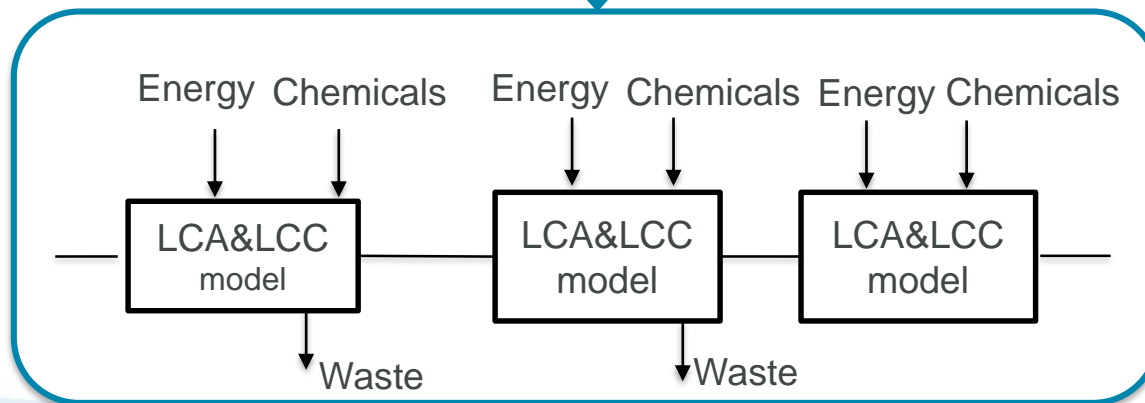 Energy Chemicals Energy Chemicals Energy Chemicals
LCA&LCC LCA&LCC LCA&LCC
model model model
Waste Waste